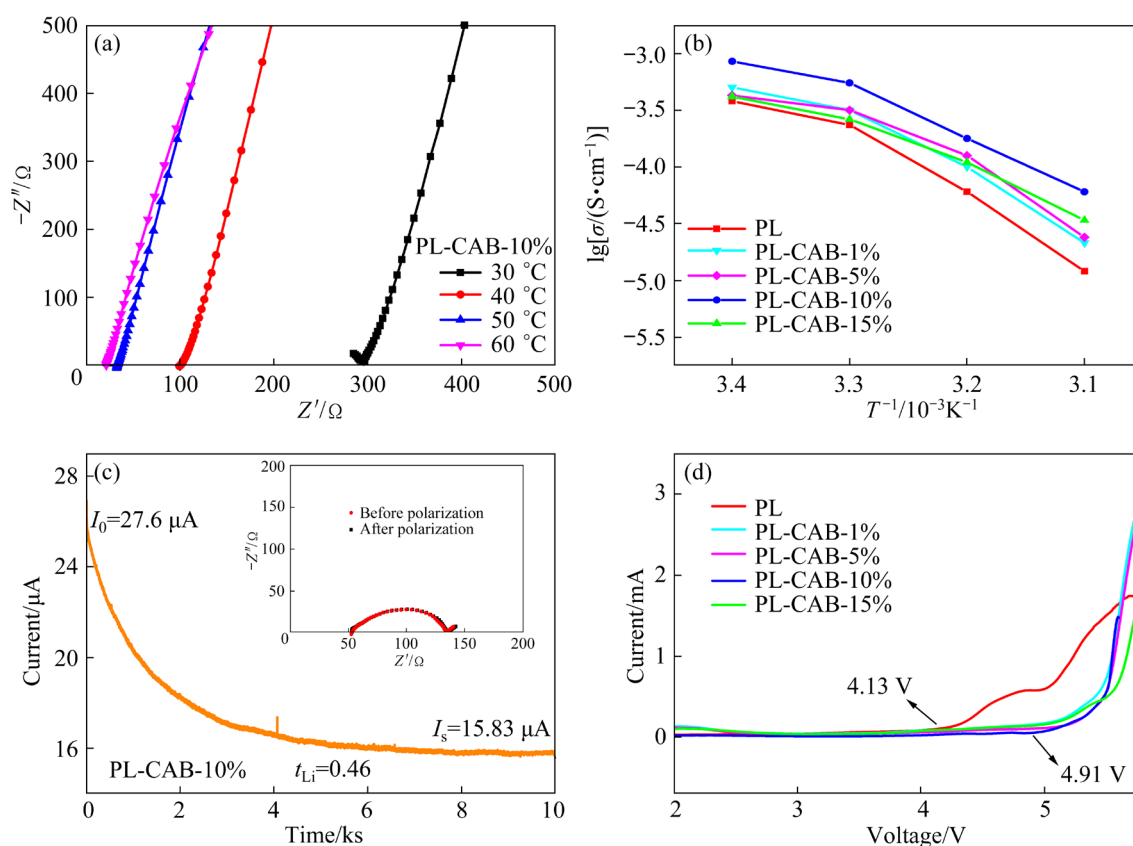 (a)
500
400
300
200
100
0
-Z″/Ω
PL-CAB-10%
30 °C
40 °C
50 °C
60 °C
100
200
300
400
500
Z′/Ω
(b)
−3.0
−3.5
−4.0
−4.5
−5.0
−5.5
lg[σ/(S•cm⁻¹)]
PL
PL-CAB-1%
PL-CAB-5%
PL-CAB-10%
PL-CAB-15%
3.4
3.3
3.2
3.1
T⁻¹/10⁻³K⁻¹
(c)
28
24
20
16
Current/μA
I₀=27.6 μA
200
150
100
50
0
-Z″/Ω
Before polarization
After polarization
50
100
150
200
Z′/Ω
Iₛ=15.83 μA
PL-CAB-10%
t_Li=0.46
0
2
4
6
8
10
Time/ks
(d)
3
2
1
0
Current/mA
PL
PL-CAB-1%
PL-CAB-5%
PL-CAB-10%
PL-CAB-15%
4.13 V
4.91 V
2
3
4
5
Voltage/V